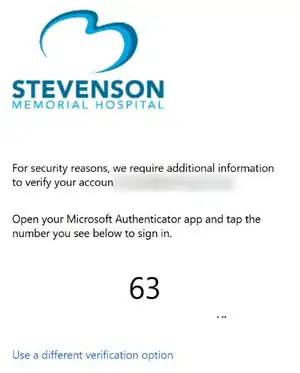 STEVENSON
MEMORIAL HOSPITAL
For security reasons, we require additional information
to verify your accoun
Open your Microsoft Authenticator app and tap the
number you see below to sign in.
63
Use a different verification option